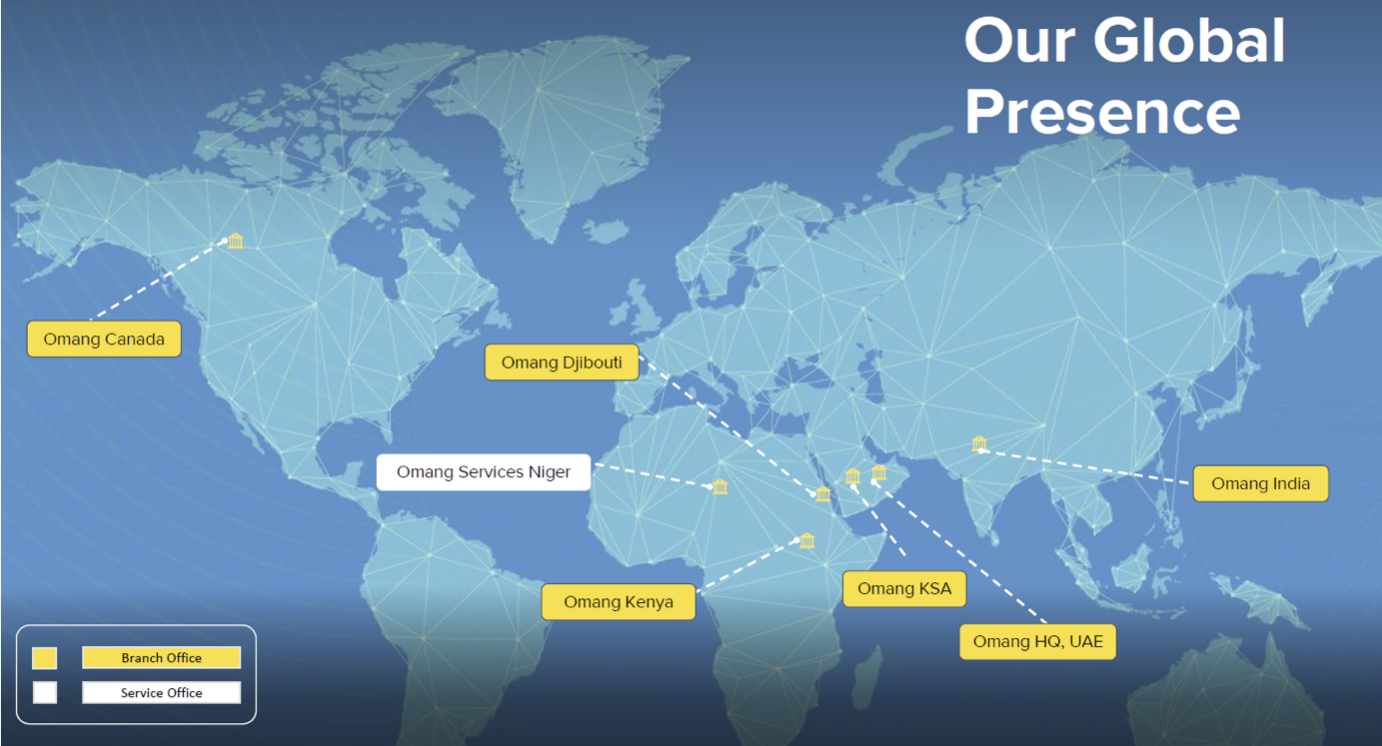 Our Global
Presence
Omang Canada
Omang Djibouti
Omang Services Niger
Omang India
Omang KSA
Omang Kenya
Omang HQ, UAE
Branch Office
Service Office